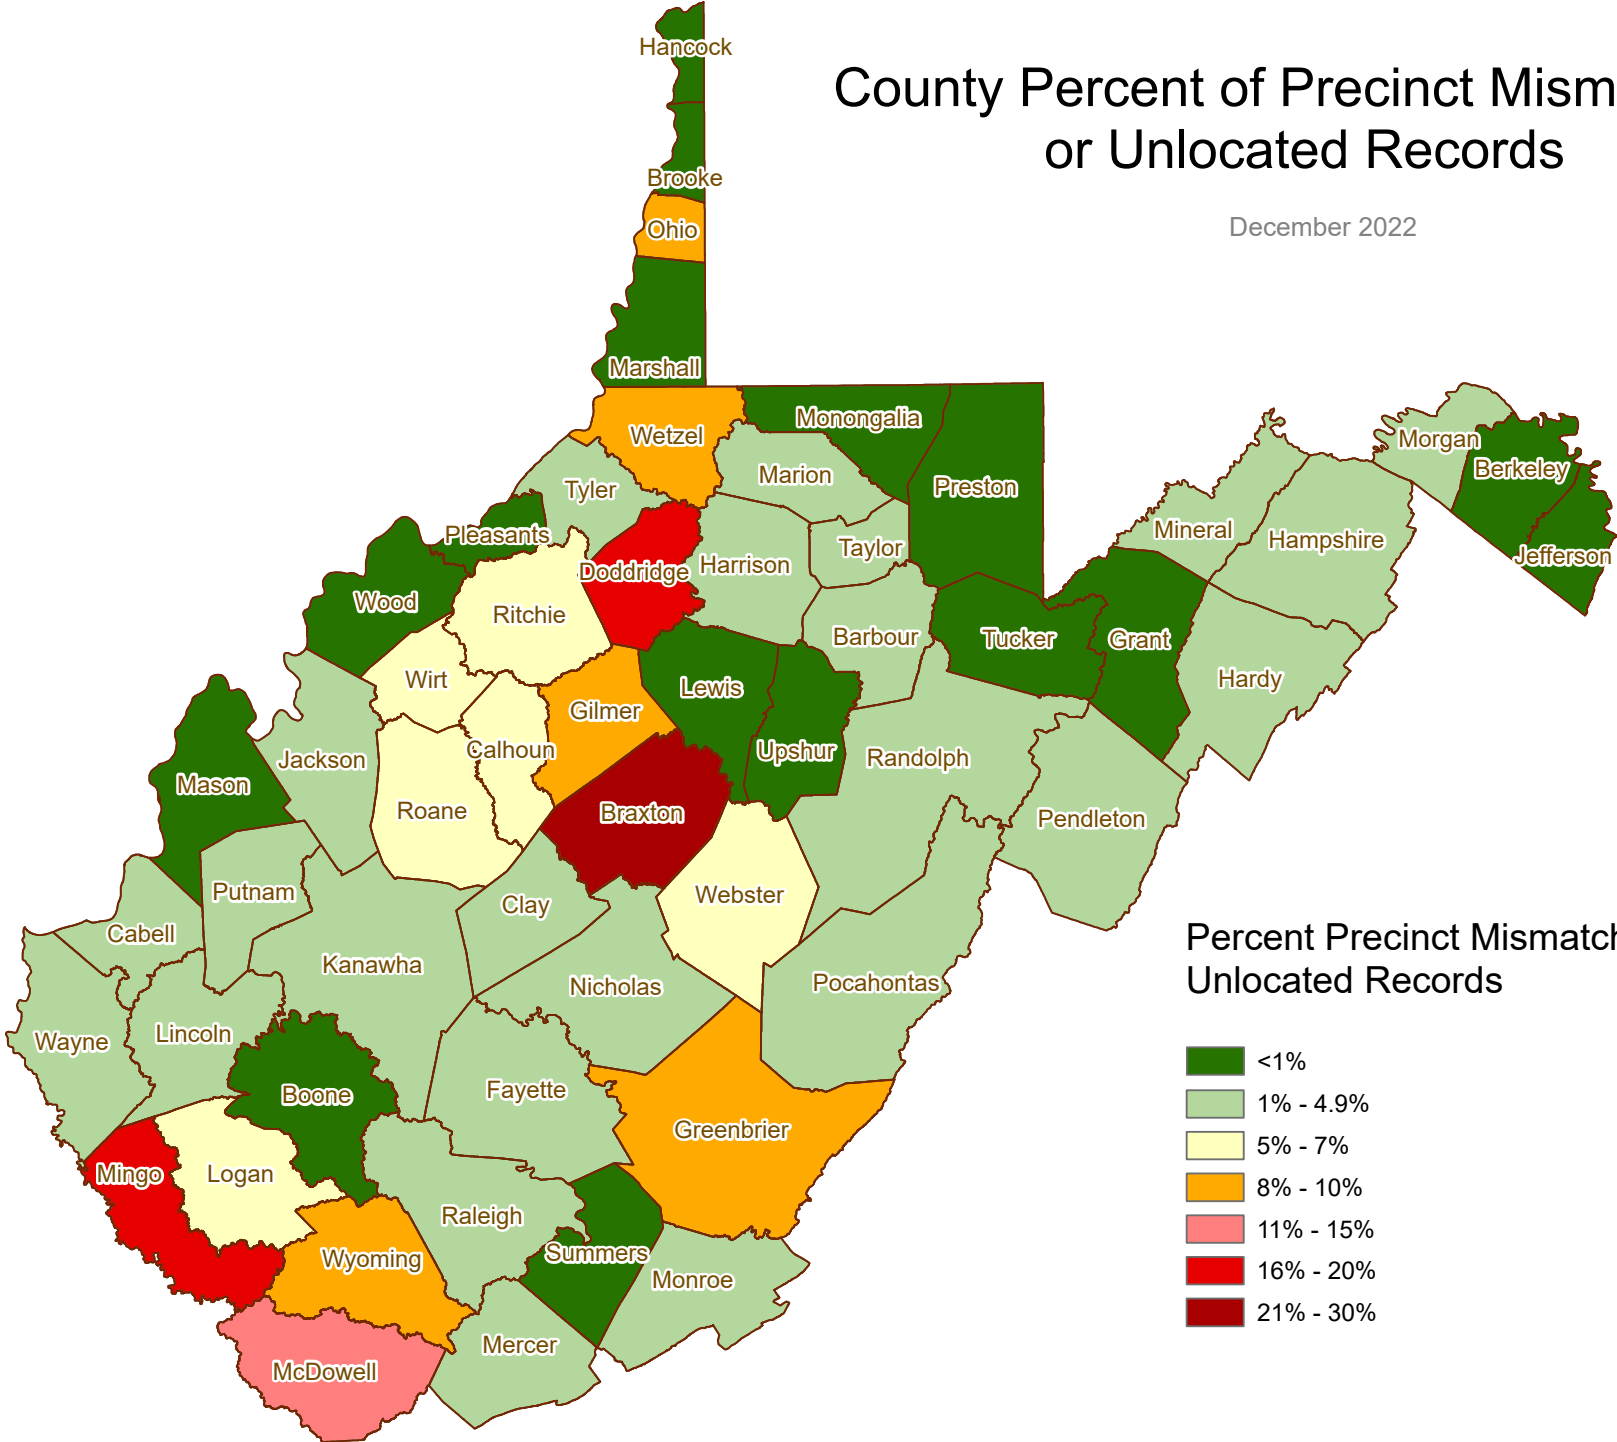 County Percent of Precinct Mism
or Unlocated Records
December 2022
Hancock
Brooke
Ohio
Marshall
Wetzel
Monongalia
Preston
Marion
Tyler
Pleasants
Doddridge
Harrison
Taylor
Mineral
Hampshire
Morgan
Berkeley
Jefferson
Wood
Ritchie
Barbour
Tucker
Grant
Hardy
Wirt
Gilmer
Lewis
Upshur
Randolph
Calhoun
Jackson
Mason
Roane
Braxton
Pendleton
Putnam
Clay
Webster
Cabell
Kanawha
Nicholas
Pocahontas
Wayne
Lincoln
Boone
Fayette
Greenbrier
Mingo
Logan
Raleigh
Summers
Monroe
Wyoming
McDowell
Mercer
Percent Precinct Mismatch
Unlocated Records
<1%
1% - 4.9%
5% - 7%
8% - 10%
11% - 15%
16% - 20%
21% - 30%